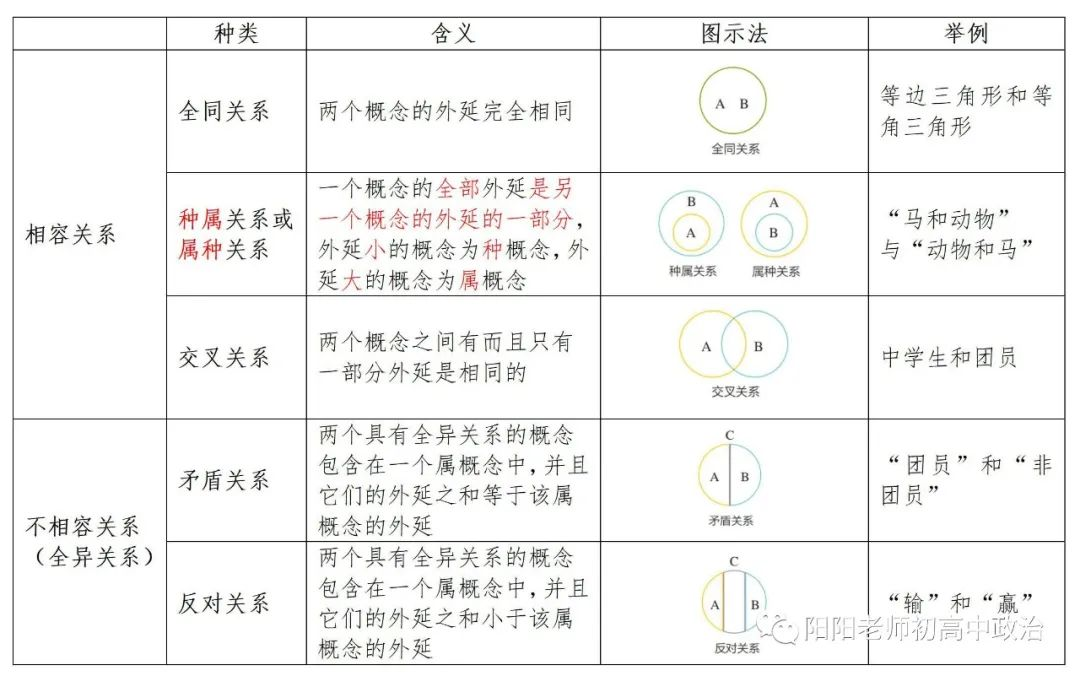 种类 含义 图示法 举例
相容关系
全同关系
两个概念的外延完全相同
A B
全同关系
等边三角形和等
角三角形
种属关系或
属种关系
一个概念的全部外延是另
一个概念的外延的一部分，
外延小的概念为种概念，外
延大的概念为属概念
B A
A B
种属关系 属种关系
“马和动物”
与“动物和马”
交叉关系
两个概念之间有而且只有
一部分外延是相同的
A B
交叉关系
中学生和团员
不相容关系
（全异关系）
矛盾关系
两个具有全异关系的概念
包含在一个属概念中，并且
它们的外延之和等于该属
概念的外延
C
A B
矛盾关系
“团员”和“非
团员”
反对关系
两个具有全异关系的概念
包含在一个属概念中，并且
它们的外延之和小于该属
概念的外延
C
A B
反对关系
“输”和“赢”
阳阳老师初高中政治